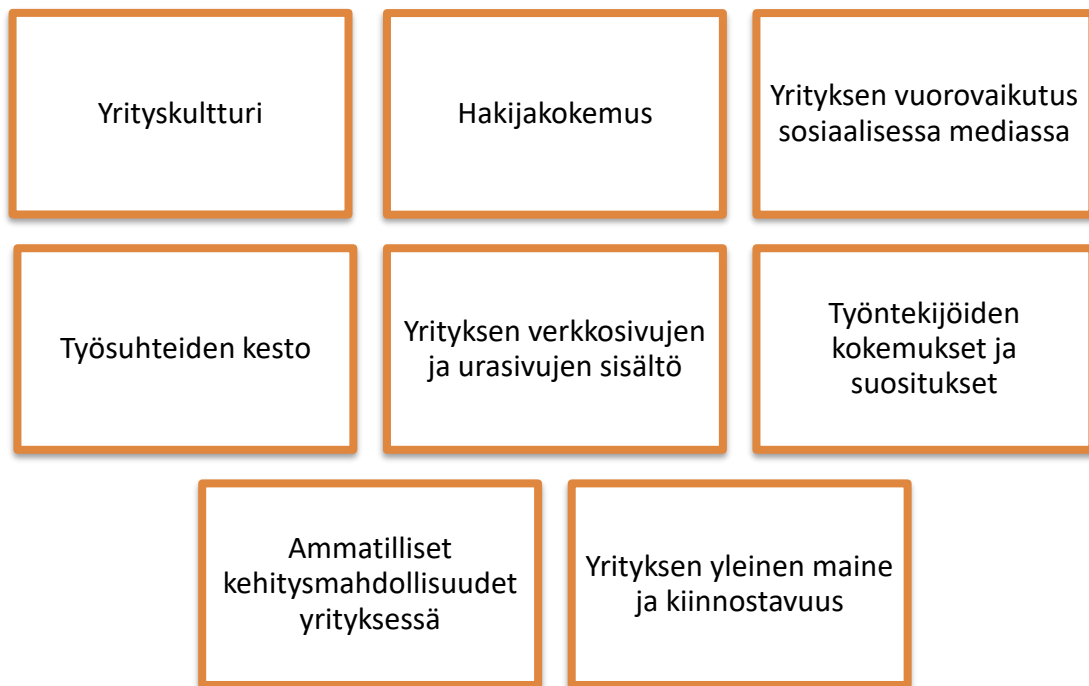 Yrityskultturi
Hakijakokemus
Yrityksen vuorovaikutus
sosiaalisessa mediassa
Työsuhteiden kesto
Yrityksen verkkosivujen
ja urasivujen sisältö
Työntekijöiden
kokemukset ja
suositukset
Ammatilliset
kehitysmahdollisuudet
yrityksessä
Yrityksen yleinen maine
ja kiinnostavuus